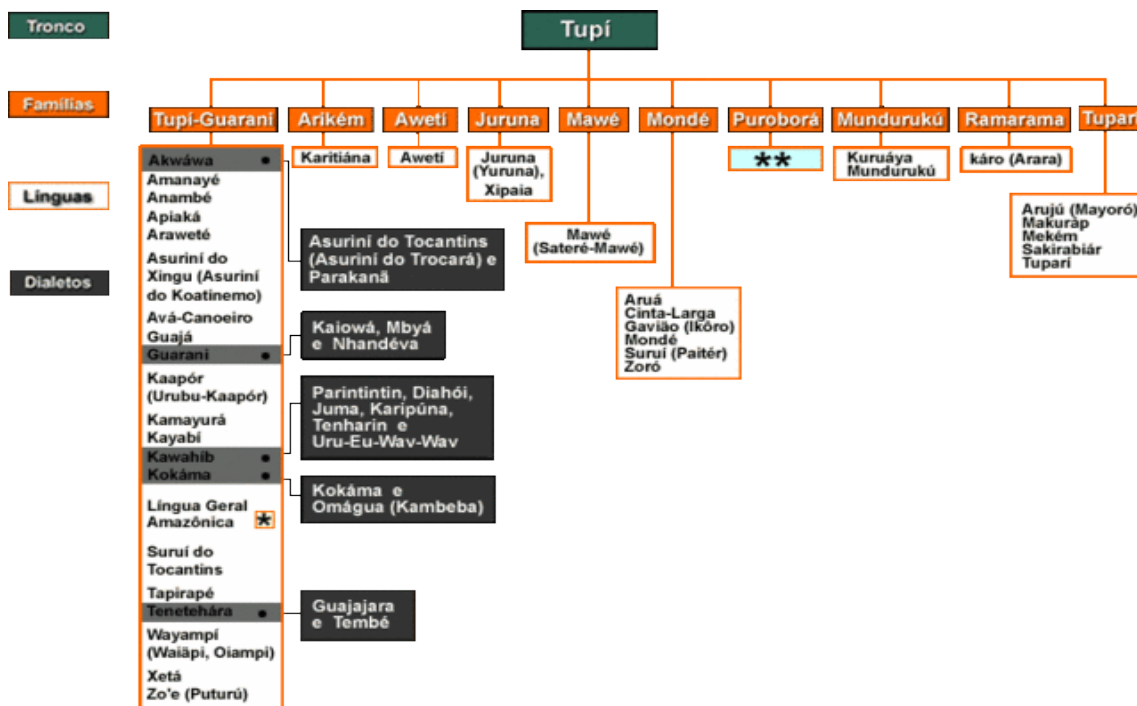 Tronco
Tupí
Famílias
Tupí-Guaraní
Arikém
Awetí
Juruna
Mawé
Mondé
Puroborá
Mundurukú
Ramarama
Tuparí
Línguas
Akwáwa
Amanayé
Anambé
Apiaká
Araweté
Asuriní do
Xingu (Asuriní
do Koatinemo)
Avá-Canoeiro
Guajá
Guarani
Kaapór
(Urubu-Kaapór)
Kamayurá
Kayabí
Kawahíb
Kokáma
Língua Geral
Amazônica *
Suruí do
Tocantins
Tapirapé
Tenetehára
Wayampí
(Waiãpi, Oiampi)
Xetá
Zo'e (Puturú)
Karitiána
Awetí
Juruna
(Yuruna),
Xipaia
Mawé
(Sateré-Mawé)
Aruá
Cinta-Larga
Gavião (Ikôro)
Mondé
Suruí (Paitér)
Zoró
**
Kuruáya
Mundurukú
káro (Arara)
Arujú (Mayoró)
Makuráp
Mekém
Sakirabiár
Tuparí
Dialetos
Asuriní do Tocantins
(Asuriní do Trocará) e
Parakanã
Kaiowá, Mbyá
e Nhandéva
Parintintin, Diahói,
Juma, Karipúna,
Tenharin e
Uru-Eu-Wav-Wav
Kokáma e
Omágua (Kambeba)
Guajajara
e Tembé